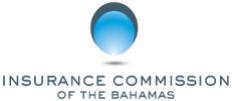 INSURANCE COMMISSION
OF THE BAHAMAS